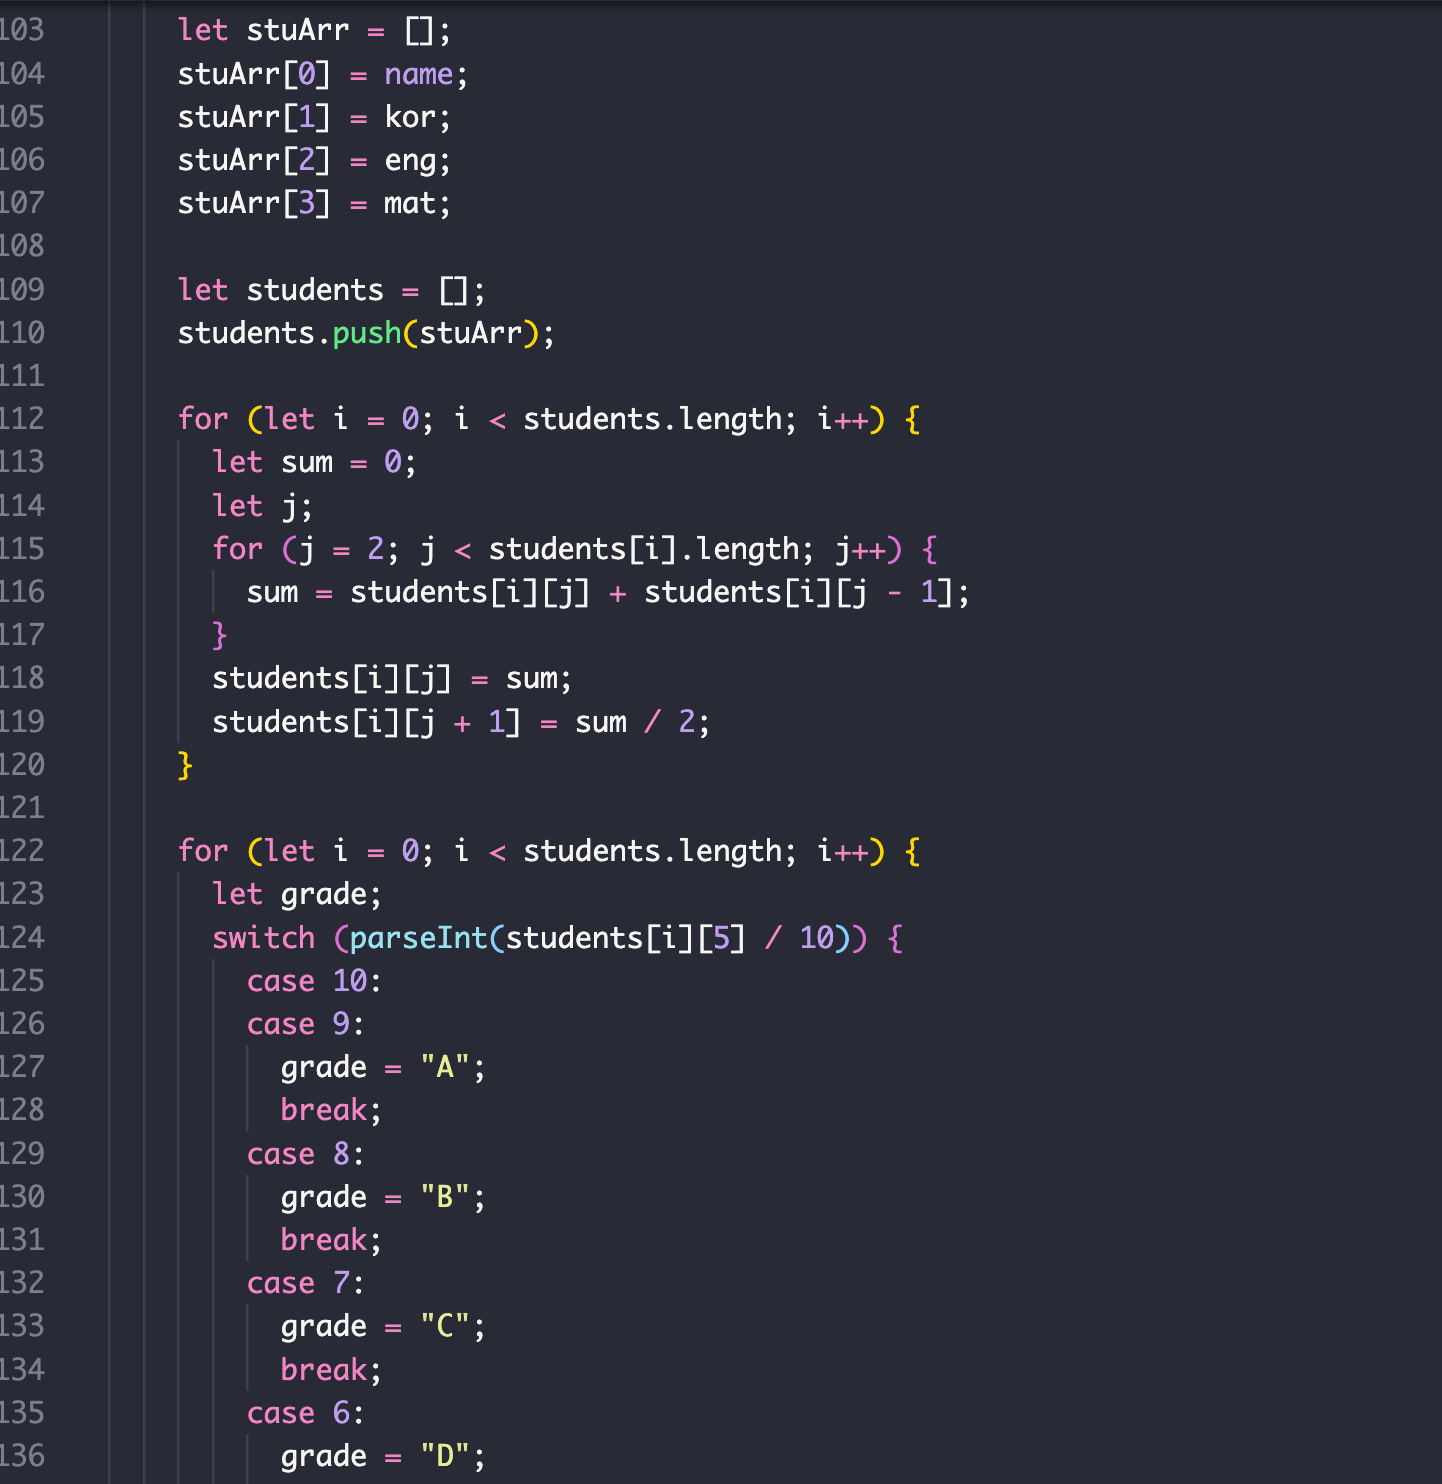 103 let stuArr = [];
104 stuArr[0] = name;
105 stuArr[1] = kor;
106 stuArr[2] = eng;
107 stuArr[3] = mat;
108
109 let students = [];
110 students.push(stuArr);
111
112 for (let i = 0; i < students.length; i++) {
113 let sum = 0;
114 let j;
115 for (j = 2; j < students[i].length; j++) {
116 sum = students[i][j] + students[i][j - 1];
117 }
118 students[i][j] = sum;
119 students[i][j + 1] = sum / 2;
120 }
121
122 for (let i = 0; i < students.length; i++) {
123 let grade;
124 switch (parseInt(students[i][5] / 10)) {
125 case 10:
126 case 9:
127 grade = "A";
128 break;
129 case 8:
130 grade = "B";
131 break;
132 case 7:
133 grade = "C";
134 break;
135 case 6:
136 grade = "D";